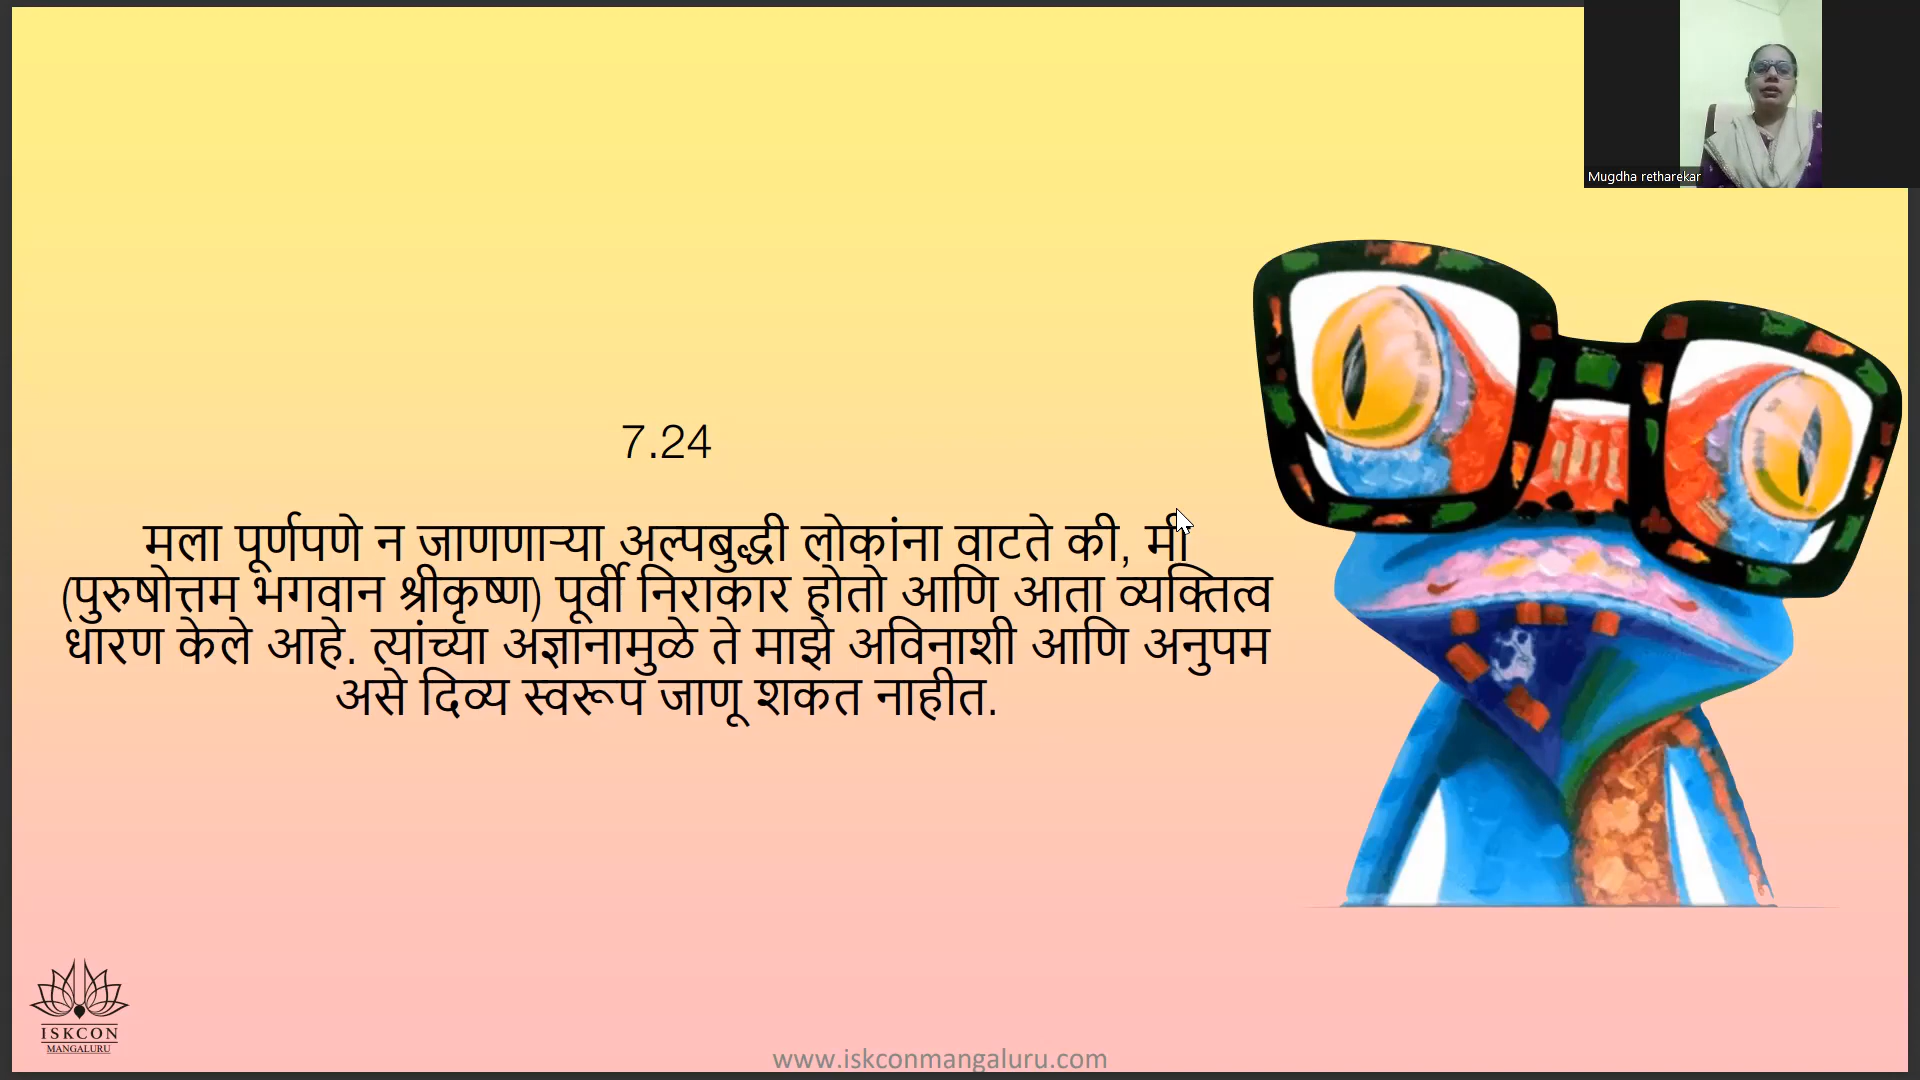 Mugdha retharekar
7.24
मला पूर्णपणे न जाणणाऱ्या अल्पबुद्धी लोकांना वाटते की, मी
(पुरुषोत्तम भगवान श्रीकृष्ण) पूर्वी निराकार होतो आणि आता व्यक्तित्व
धारण केले आहे. त्यांच्या अज्ञानामुळे ते माझे अविनाशी आणि अनुपम
असे दिव्य स्वरूप जाणू शकत नाहीत.
ISKCON
MANGALURU
www.iskconmangaluru.com